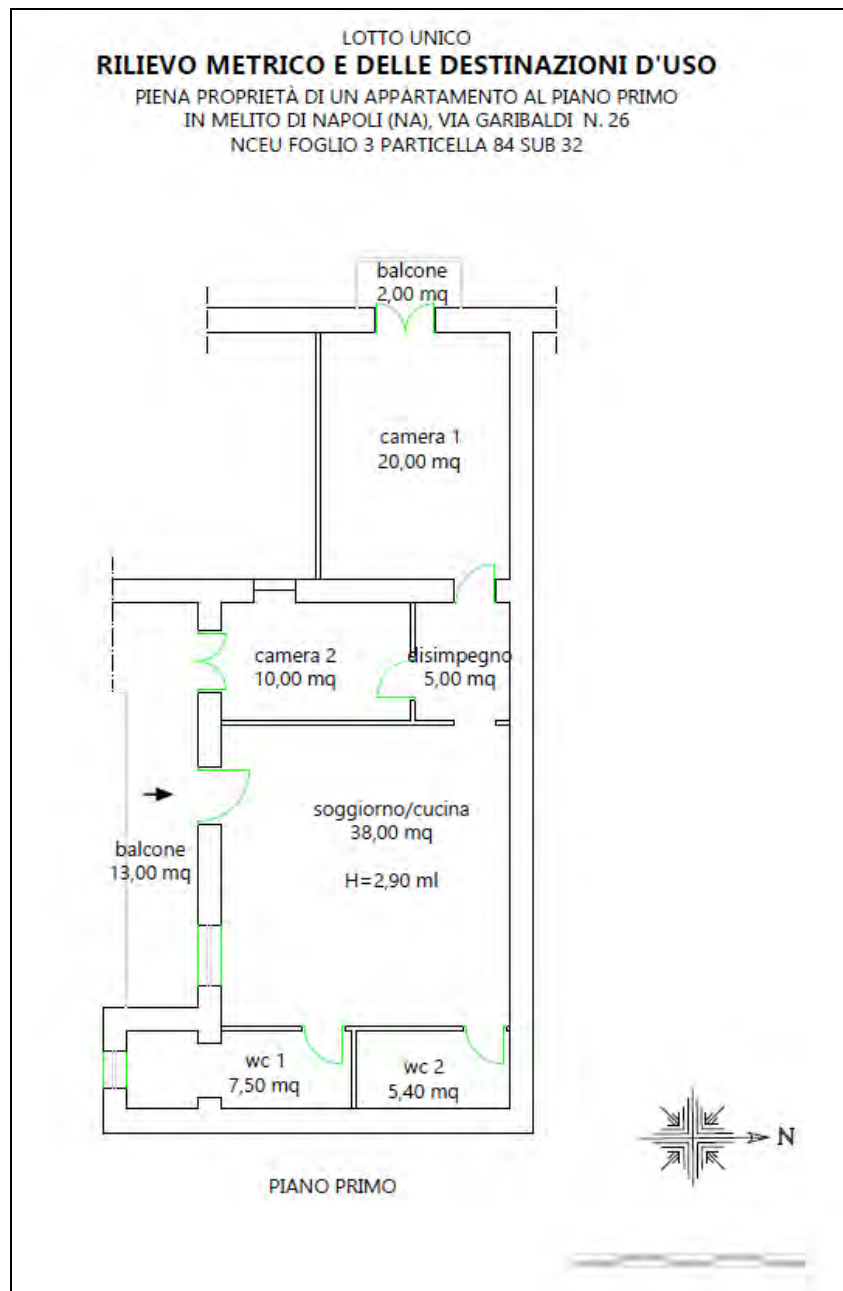 LOTTO UNICO
RILIEVO METRICO E DELLE DESTINAZIONI D'USO
PIENA PROPRIETÀ DI UN APPARTAMENTO AL PIANO PRIMO
IN MELITO DI NAPOLI (NA), VIA GARIBALDI N. 26
NCEU FOGLIO 3 PARTICELLA 84 SUB 32
balcone
2,00 mq
camera 1
20,00 mq
camera 2
10,00 mq
disimpegno
5,00 mq
soggiorno/cucina
38,00 mq
H=2,90 ml
balcone
13,00 mq
wc 1
7,50 mq
wc 2
5,40 mq
N
PIANO PRIMO